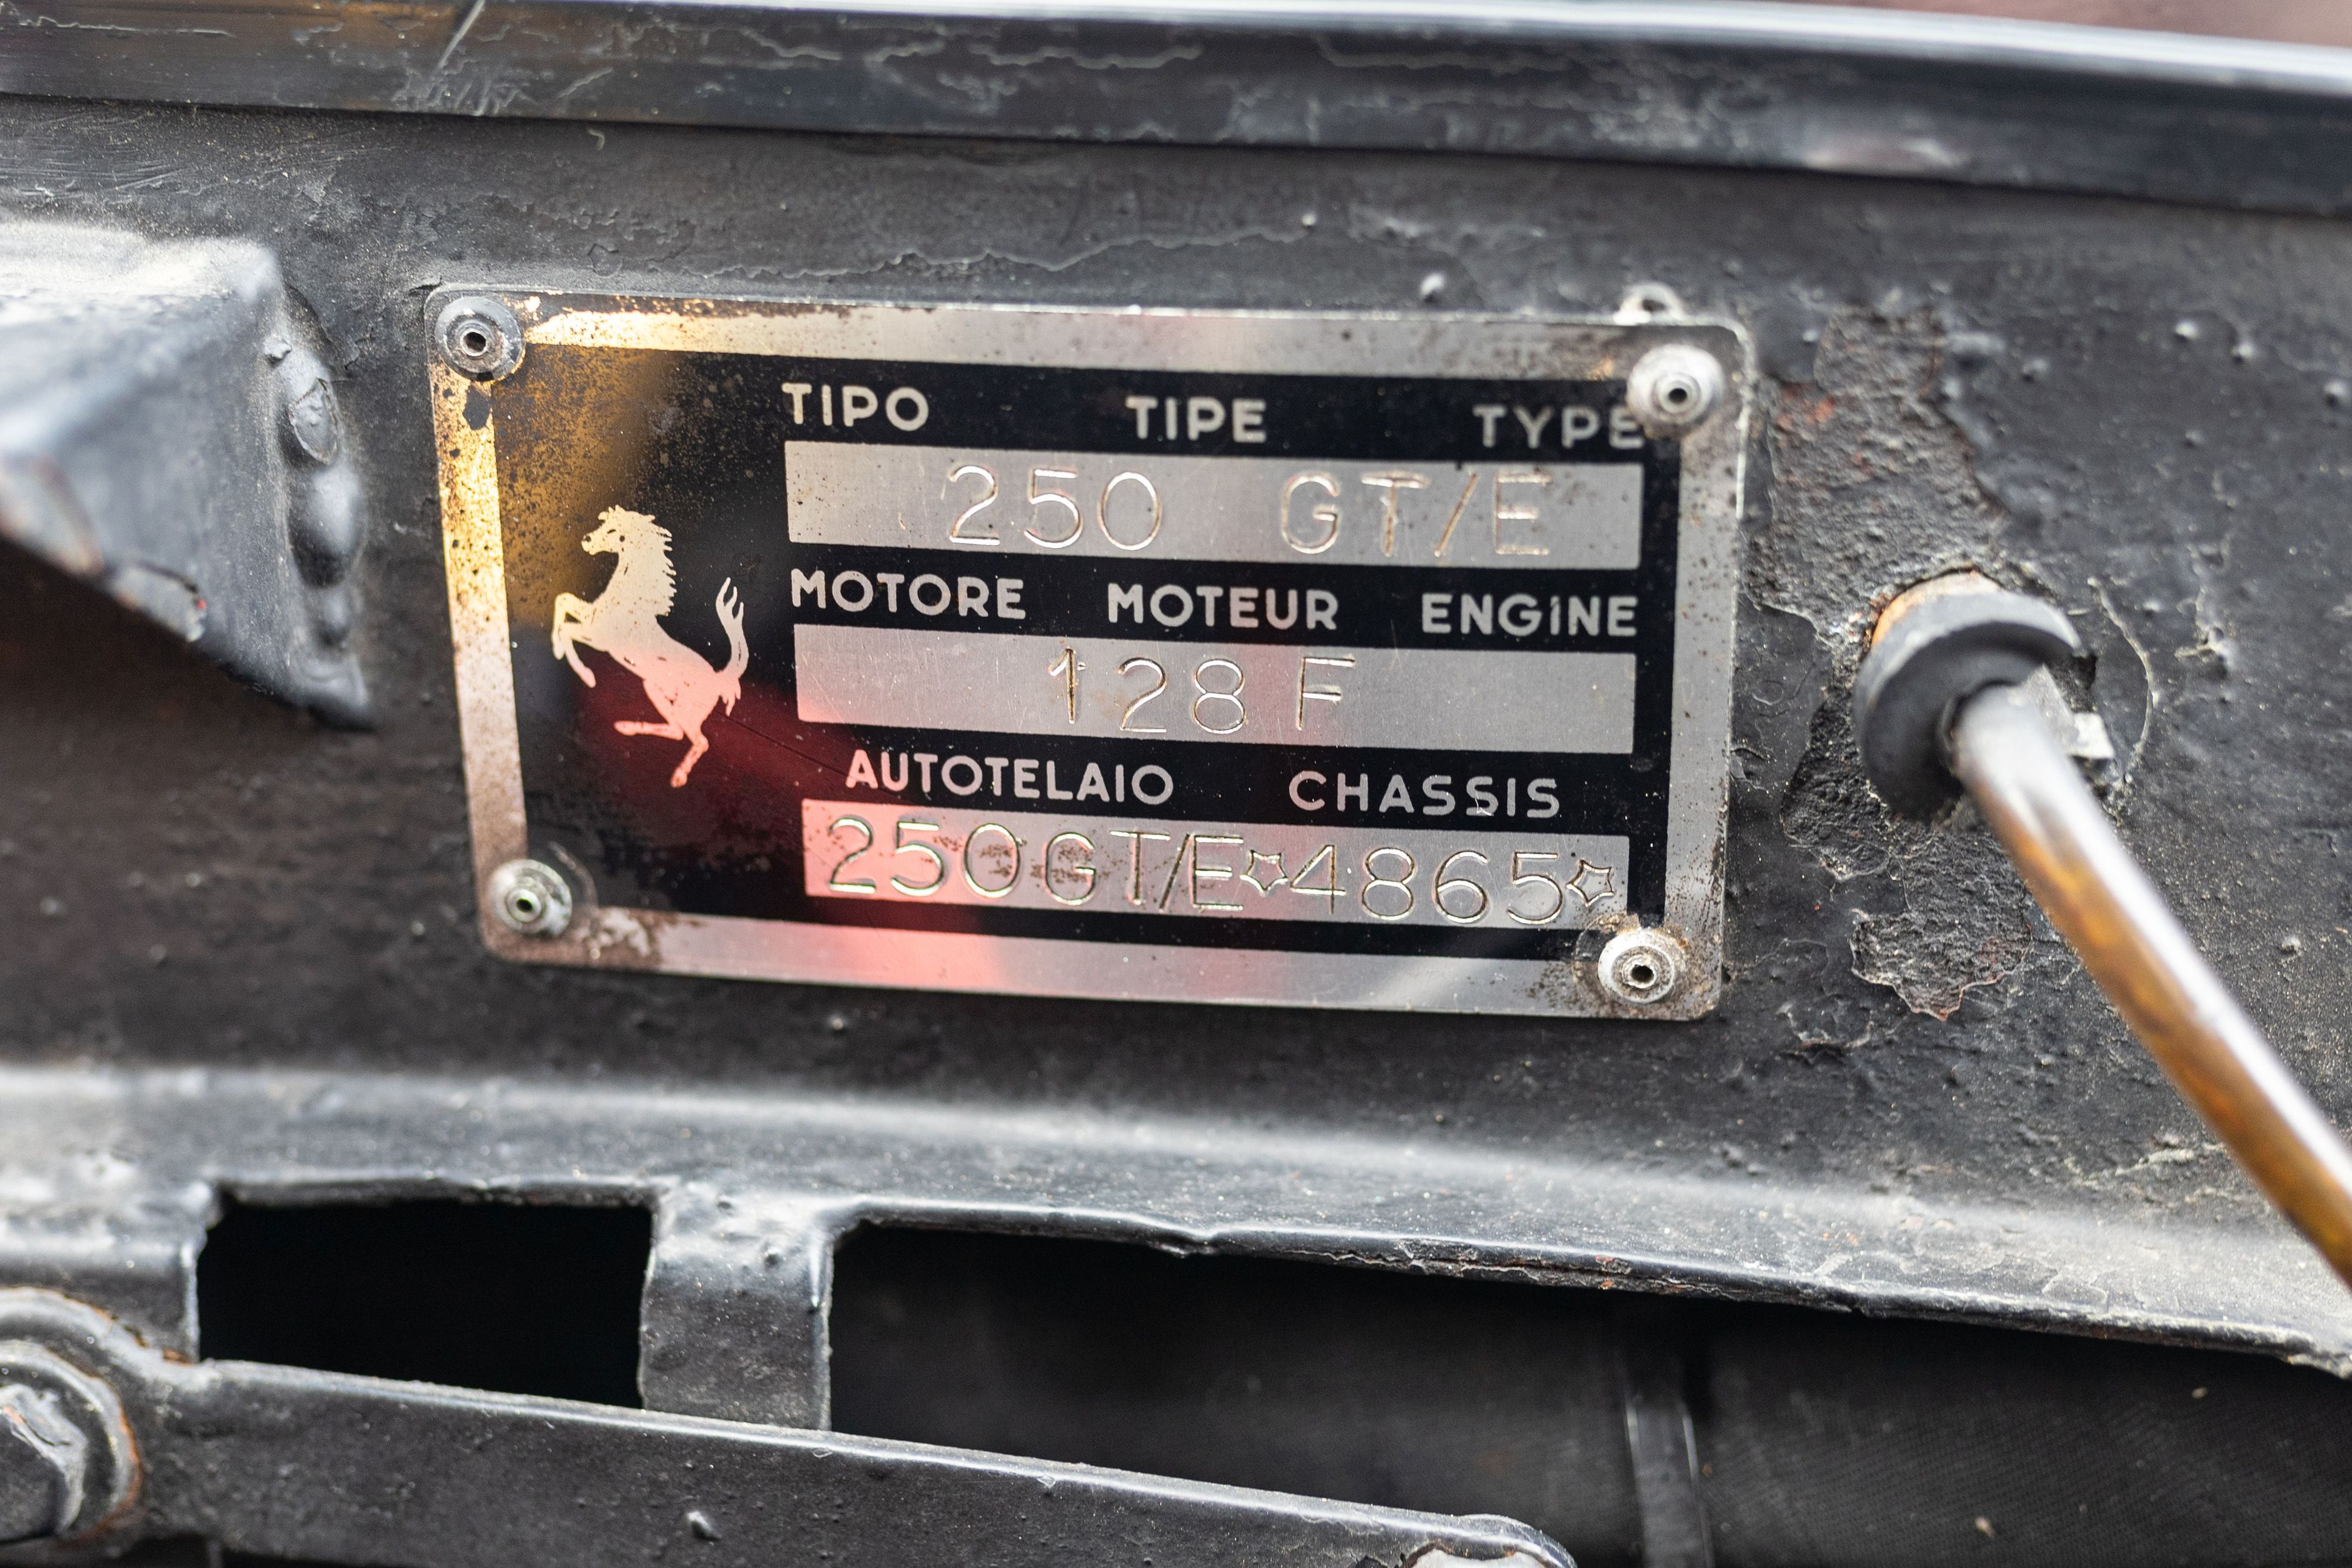 TIPO TIPE TYPE
250 GT/E
MOTORE MOTEUR ENGINE
128 F
AUTOTELAIO CHASSIS
250GT/E☆4865☆